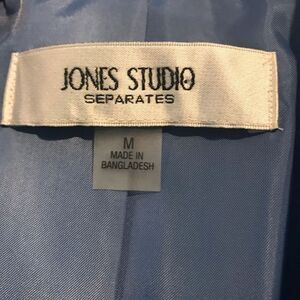 JONES STUDIO
SEPARATES
M
MADE IN
BANGLADESH